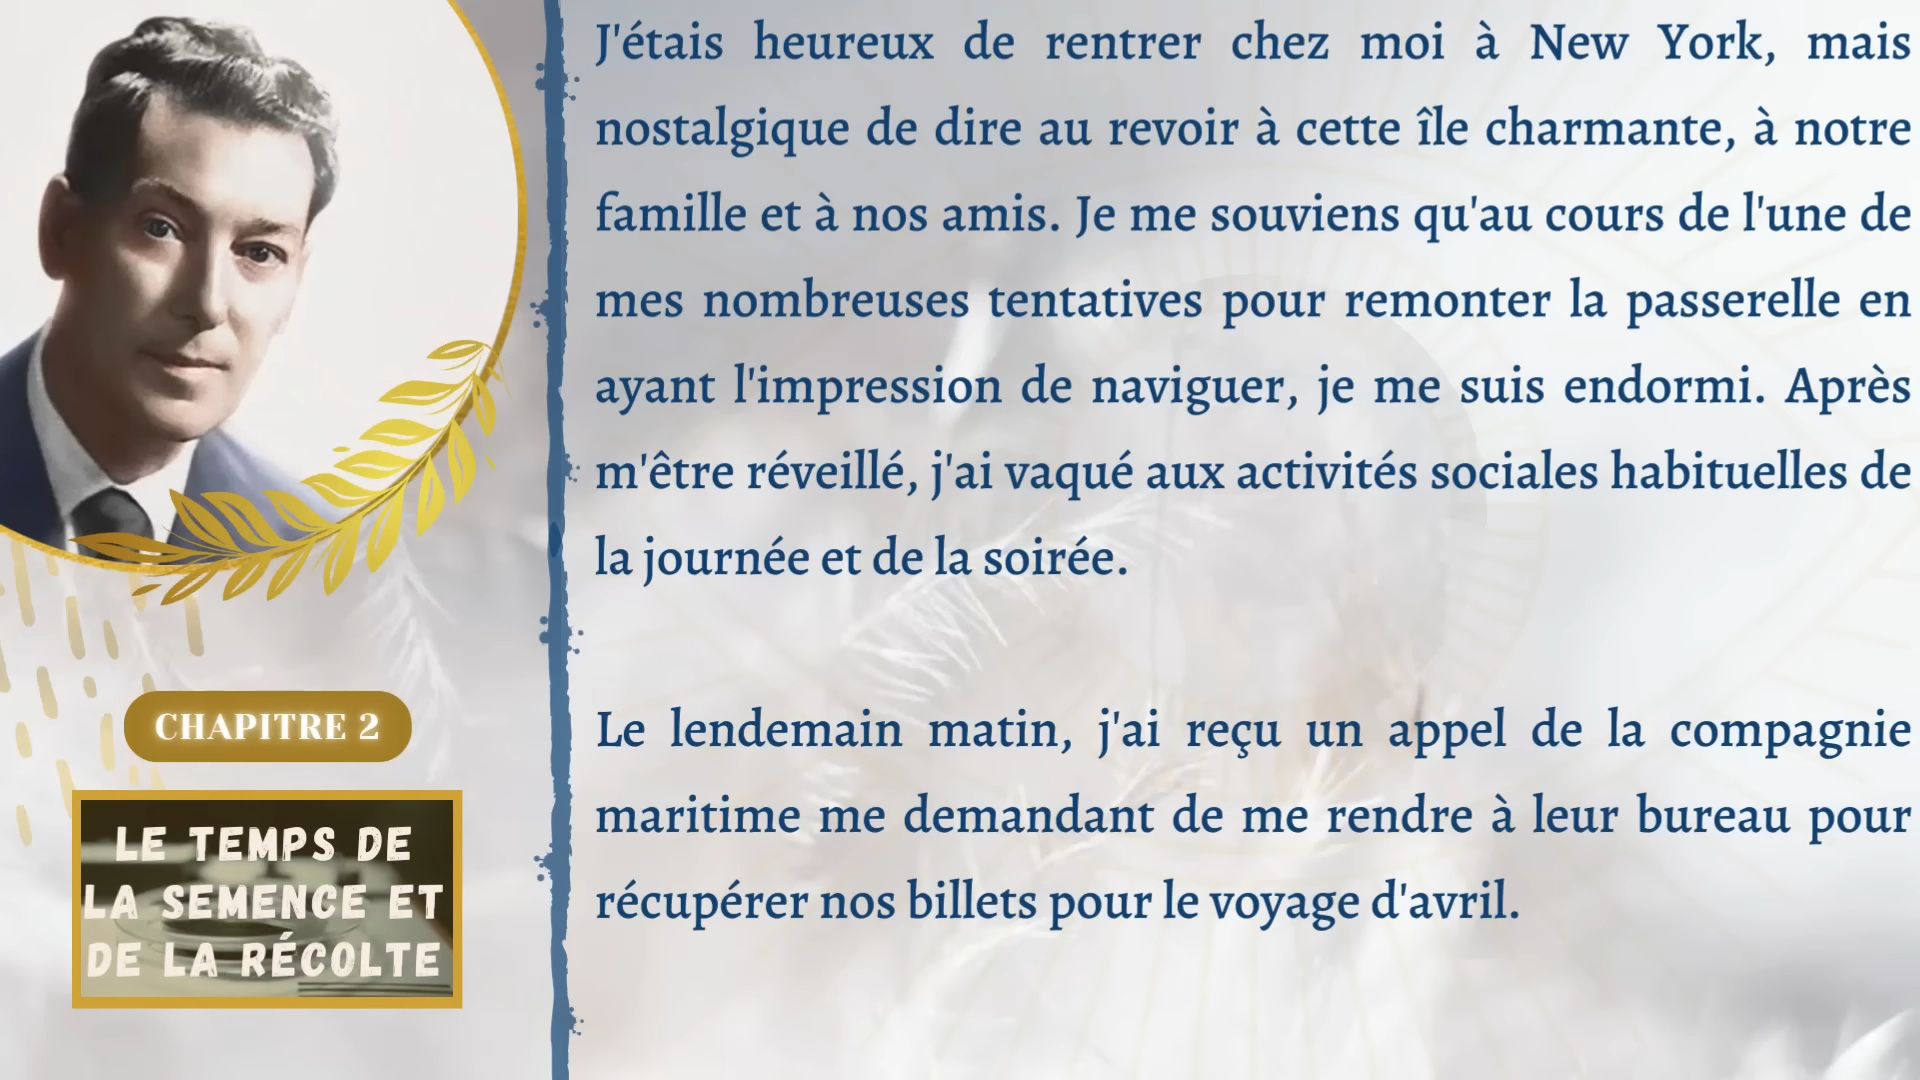 J'étais heureux de rentrer chez moi à New York, mais
nostalgique de dire au revoir à cette île charmante, à notre
famille et à nos amis. Je me souviens qu'au cours de l'une de
mes nombreuses tentatives pour remonter la passerelle en
ayant l'impression de naviguer, je me suis endormi. Après
m'être réveillé, j'ai vaqué aux activités sociales habituelles de
la journée et de la soirée.
Le lendemain matin, j'ai reçu un appel de la compagnie
maritime me demandant de me rendre à leur bureau pour
récupérer nos billets pour le voyage d'avril.
CHAPITRE 2
LE TEMPS DE
LA SEMENCE ET
DE LA RÉCOLTE